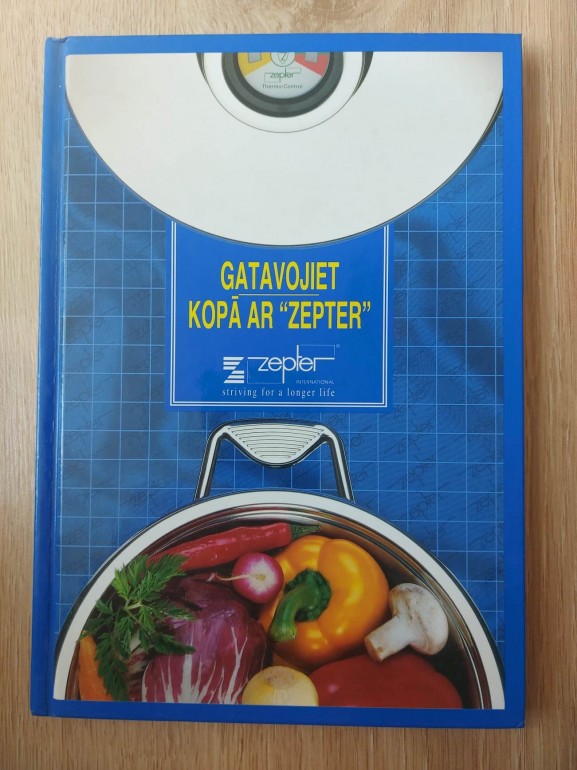 zepter
Thermo Control
GATAVOJIET
KOPĀ AR “ZEPTER”
zepter®
INTERNATIONAL
striving for a longer life